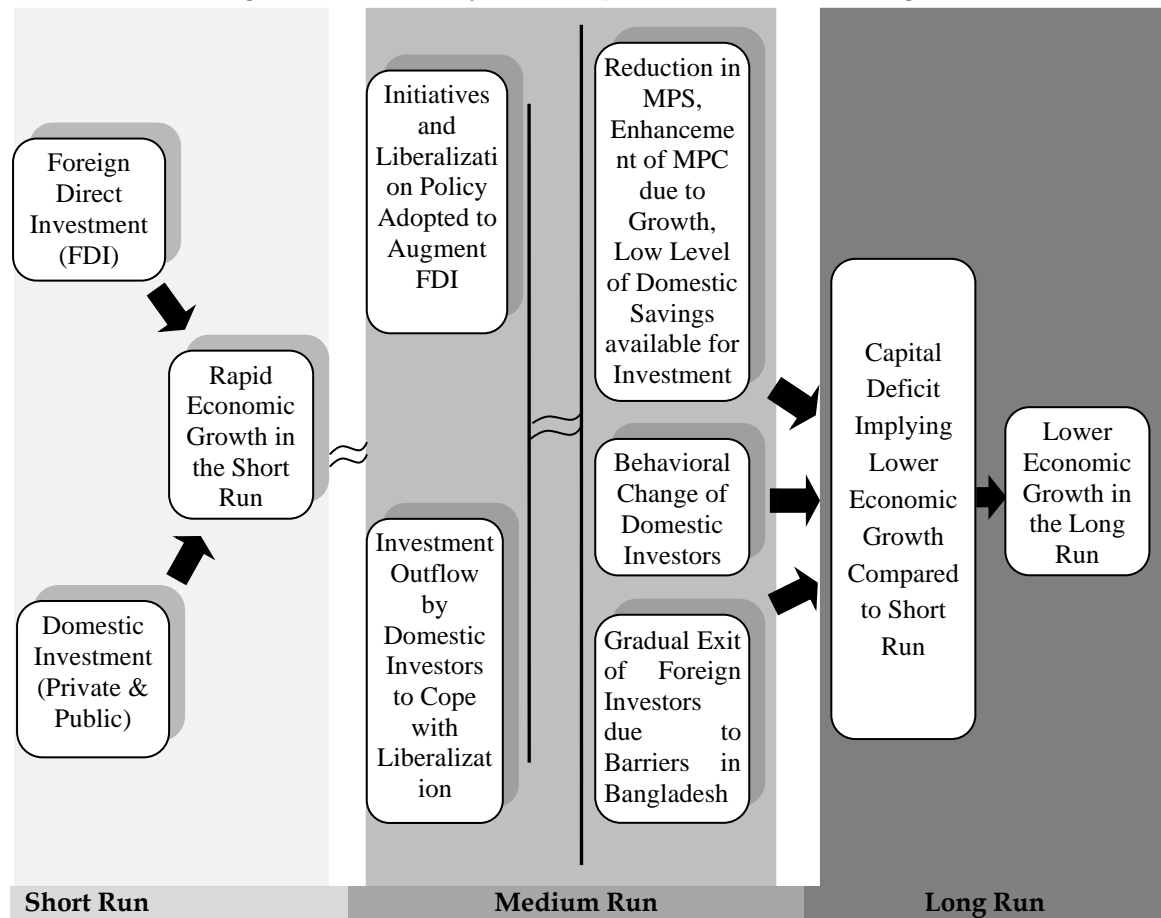 Foreign
Direct
Investment
(FDI)
Rapid
Economic
Growth in
the Short
Run
Domestic
Investment
(Private &
Public)
Initiatives
and
Liberalizati
on Policy
Adopted to
Augment
FDI
Investment
Outflow
by
Domestic
Investors
to Cope
with
Liberalizat
ion
Reduction in
MPS,
Enhanceme
nt of MPC
due to
Growth,
Low Level
of Domestic
Savings
available for
Investment
Behavioral
Change of
Domestic
Investors
Gradual Exit
of Foreign
Investors
due to
Barriers in
Bangladesh
Capital
Deficit
Implying
Lower
Economic
Growth
Compared
to Short
Run
Lower
Economic
Growth in
the Long
Run
Short Run
Medium Run
Long Run